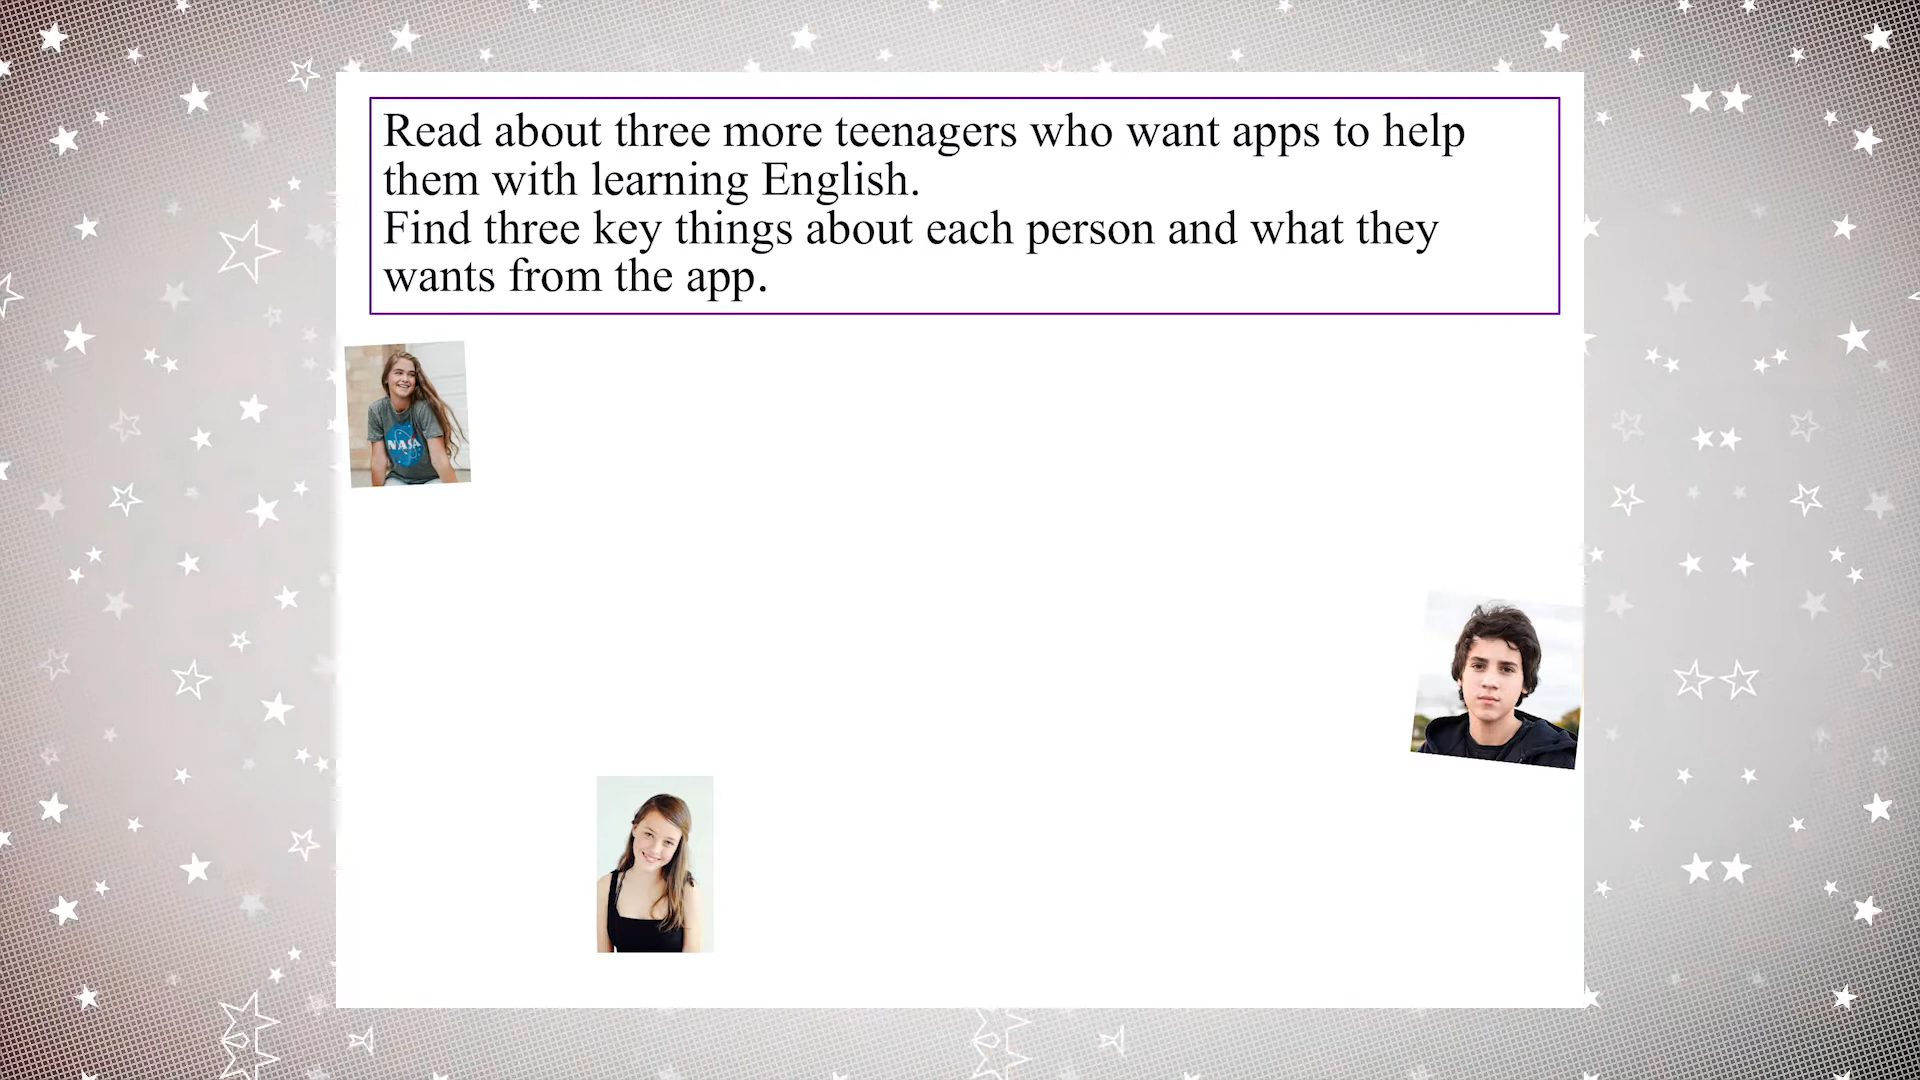 Read about three more teenagers who want apps to help
them with learning English.
Find three key things about each person and what they
wants from the app.
NASA